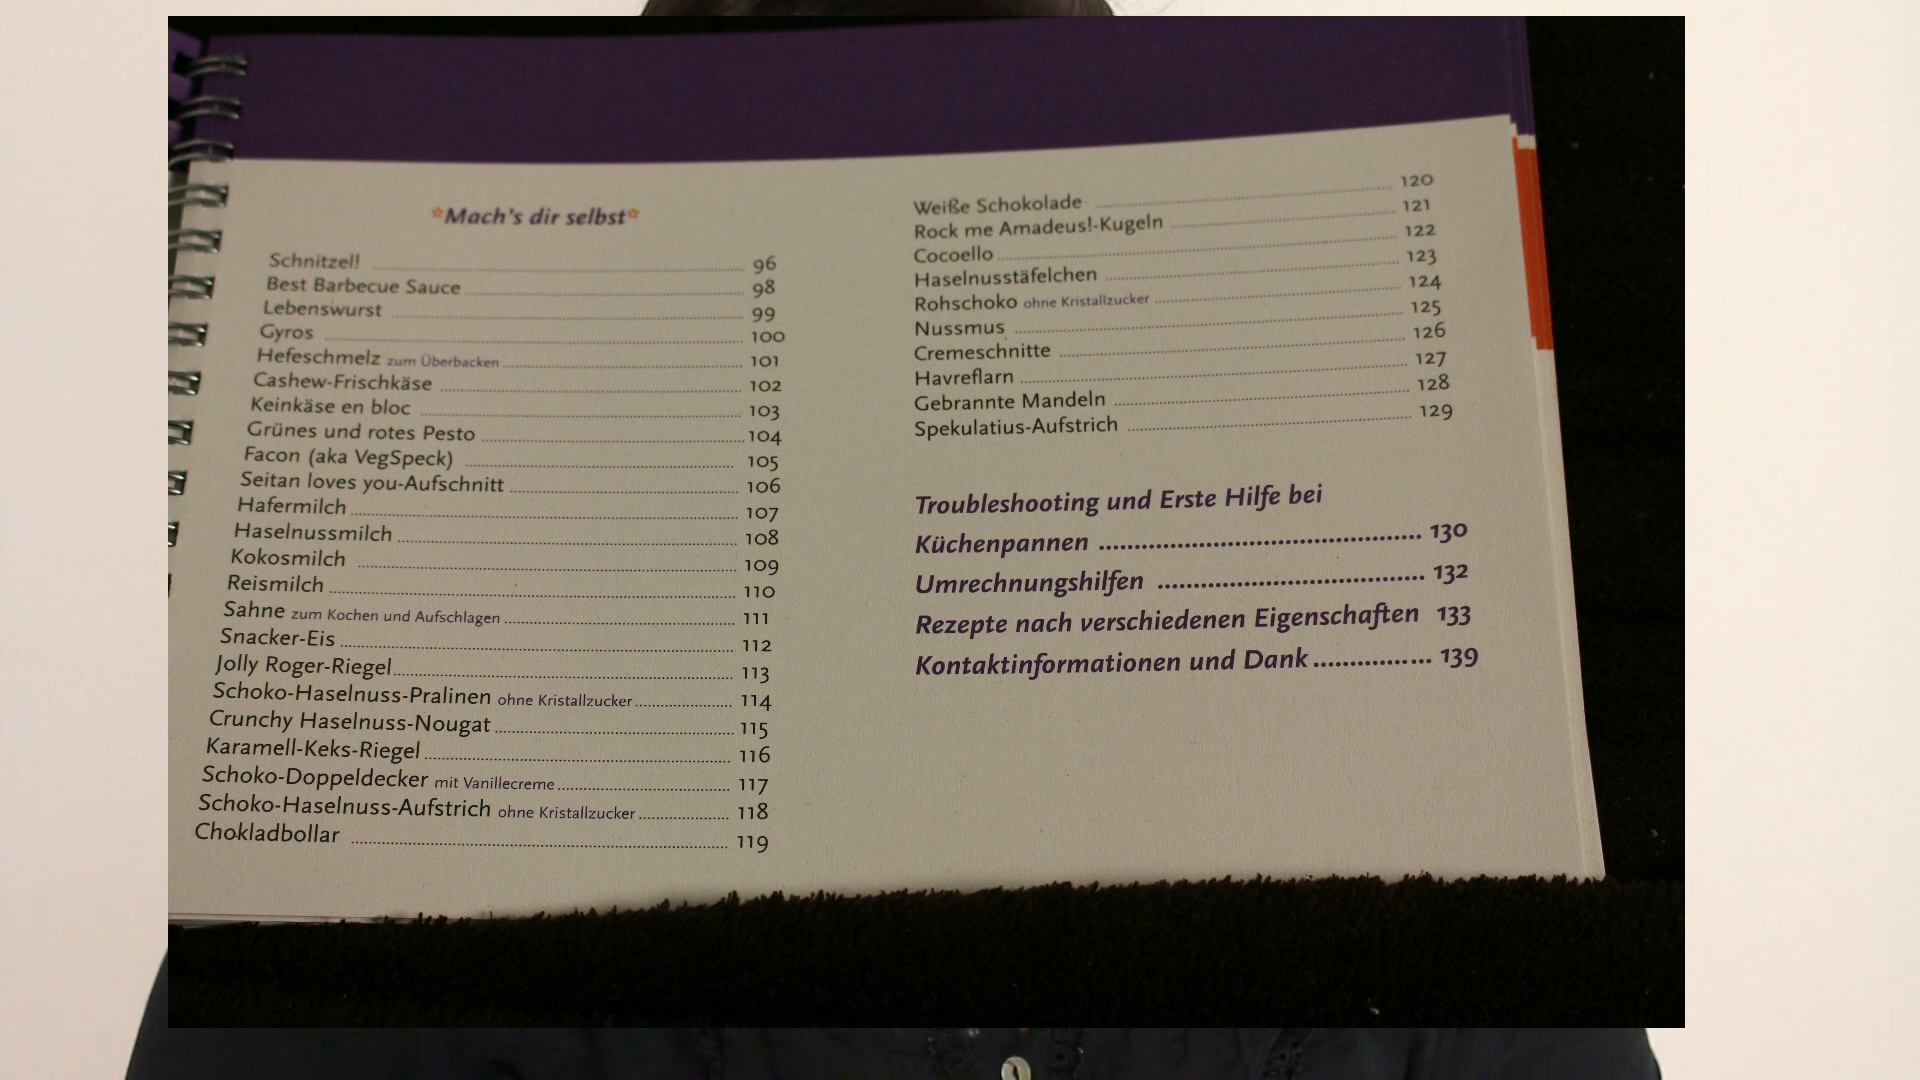 *Mach's dir selbst*
Schnitzel! 96
Best Barbecue Sauce 98
Lebenswurst 99
Gyros 100
Hefeschmelz zum Überbacken 101
Cashew-Frischkäse 102
Keinkäse en bloc 103
Grünes und rotes Pesto 104
Facon (aka VegSpeck) 105
Seitan loves you-Aufschnitt 106
Hafermilch 107
Haselnussmilch 108
Kokosmilch 109
Reismilch 110
Sahne zum Kochen und Aufschlagen 111
Snacker-Eis 112
Jolly Roger-Riegel 113
Schoko-Haselnuss-Pralinen ohne Kristallzucker 114
Crunchy Haselnuss-Nougat 115
Karamell-Keks-Riegel 116
Schoko-Doppeldecker mit Vanillecreme 117
Schoko-Haselnuss-Aufstrich ohne Kristallzucker 118
Chokladbollar 119
Weiße Schokolade 120
Rock me Amadeus!-Kugeln 121
Cocoello 122
Haselnusstäfelchen 123
Rohschoko ohne Kristallzucker 124
Nussmus 125
Cremeschnitte 126
Havreflarn 127
Gebrannte Mandeln 128
Spekulatius-Aufstrich 129
Troubleshooting und Erste Hilfe bei
Küchenpannen 130
Umrechnungshilfen 132
Rezepte nach verschiedenen Eigenschaften 133
Kontaktinformationen und Dank 139